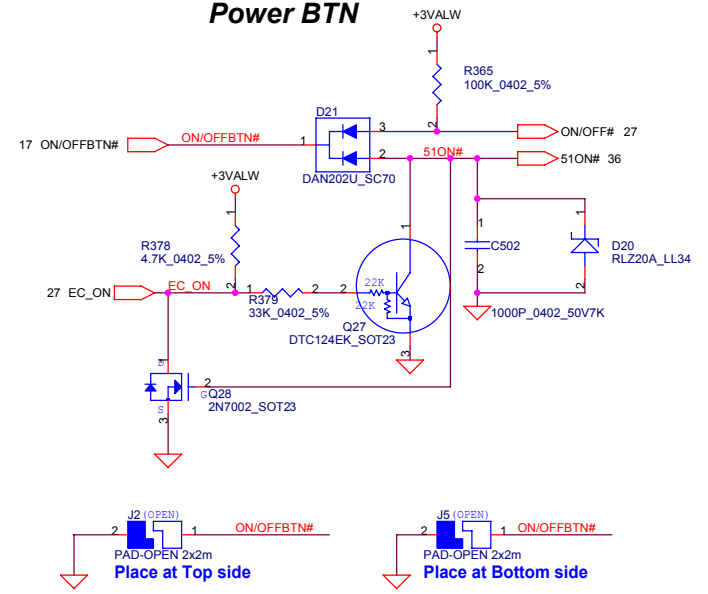 Power BTN
+3VALW
1
R365
100K_0402_5%
2
D21
17 ON/OFFBTN#
ON/OFFBTN#
1
3
ON/OFF# 27
2
51ON#
51ON# 36
DAN202U_SC70
+3VALW
1
R378
4.7K_0402_5%
2
1
1
C502
2
1
D20
RLZ20A_LL34
2
27 EC_ON
EC_ON
1
R379
33K_0402_5%
2
2
22K
22K
Q27
DTC124EK_SOT23
3
1000P_0402_50V7K
1
D
2
G
Q28
2N7002_SOT23
S
3
J2 (OPEN)
2
1
ON/OFFBTN#
PAD-OPEN 2x2m
Place at Top side
J5 (OPEN)
2
1
ON/OFFBTN#
PAD-OPEN 2x2m
Place at Bottom side